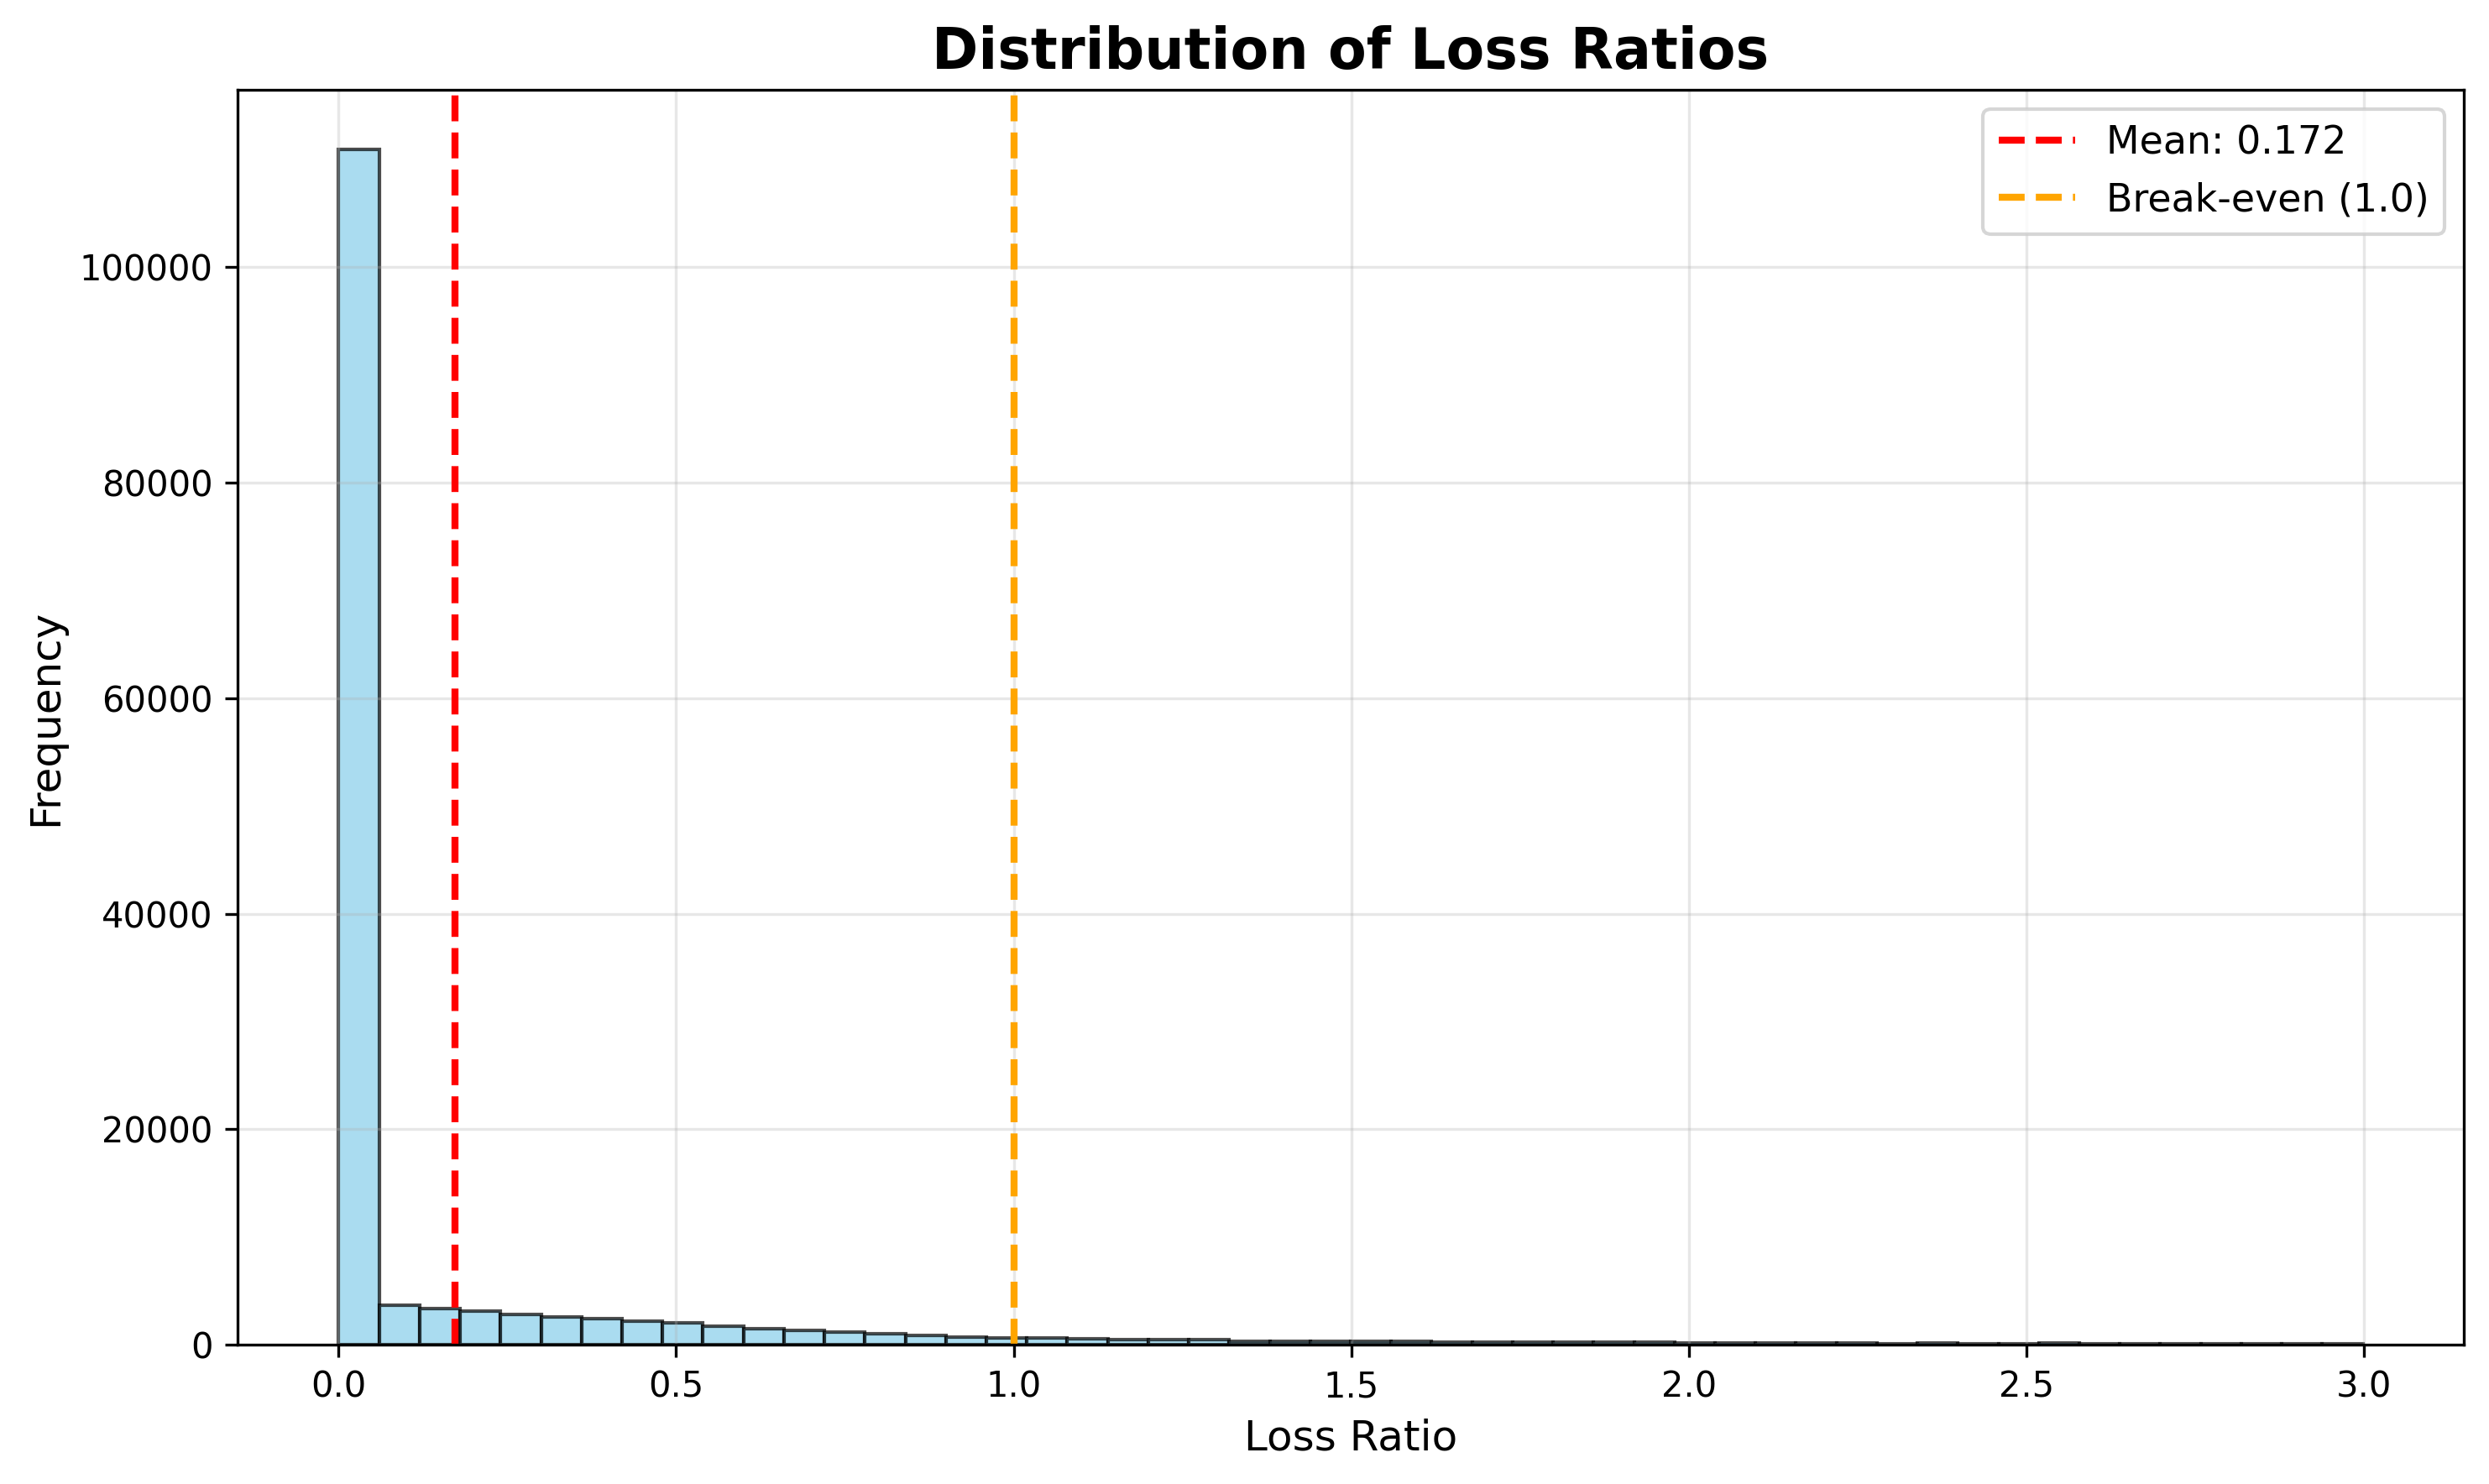 Distribution of Loss Ratios
Mean: 0.172
Break-even (1.0)
100000
80000
60000
40000
20000
0
Frequency
0.0 0.5 1.0 1.5 2.0 2.5 3.0
Loss Ratio